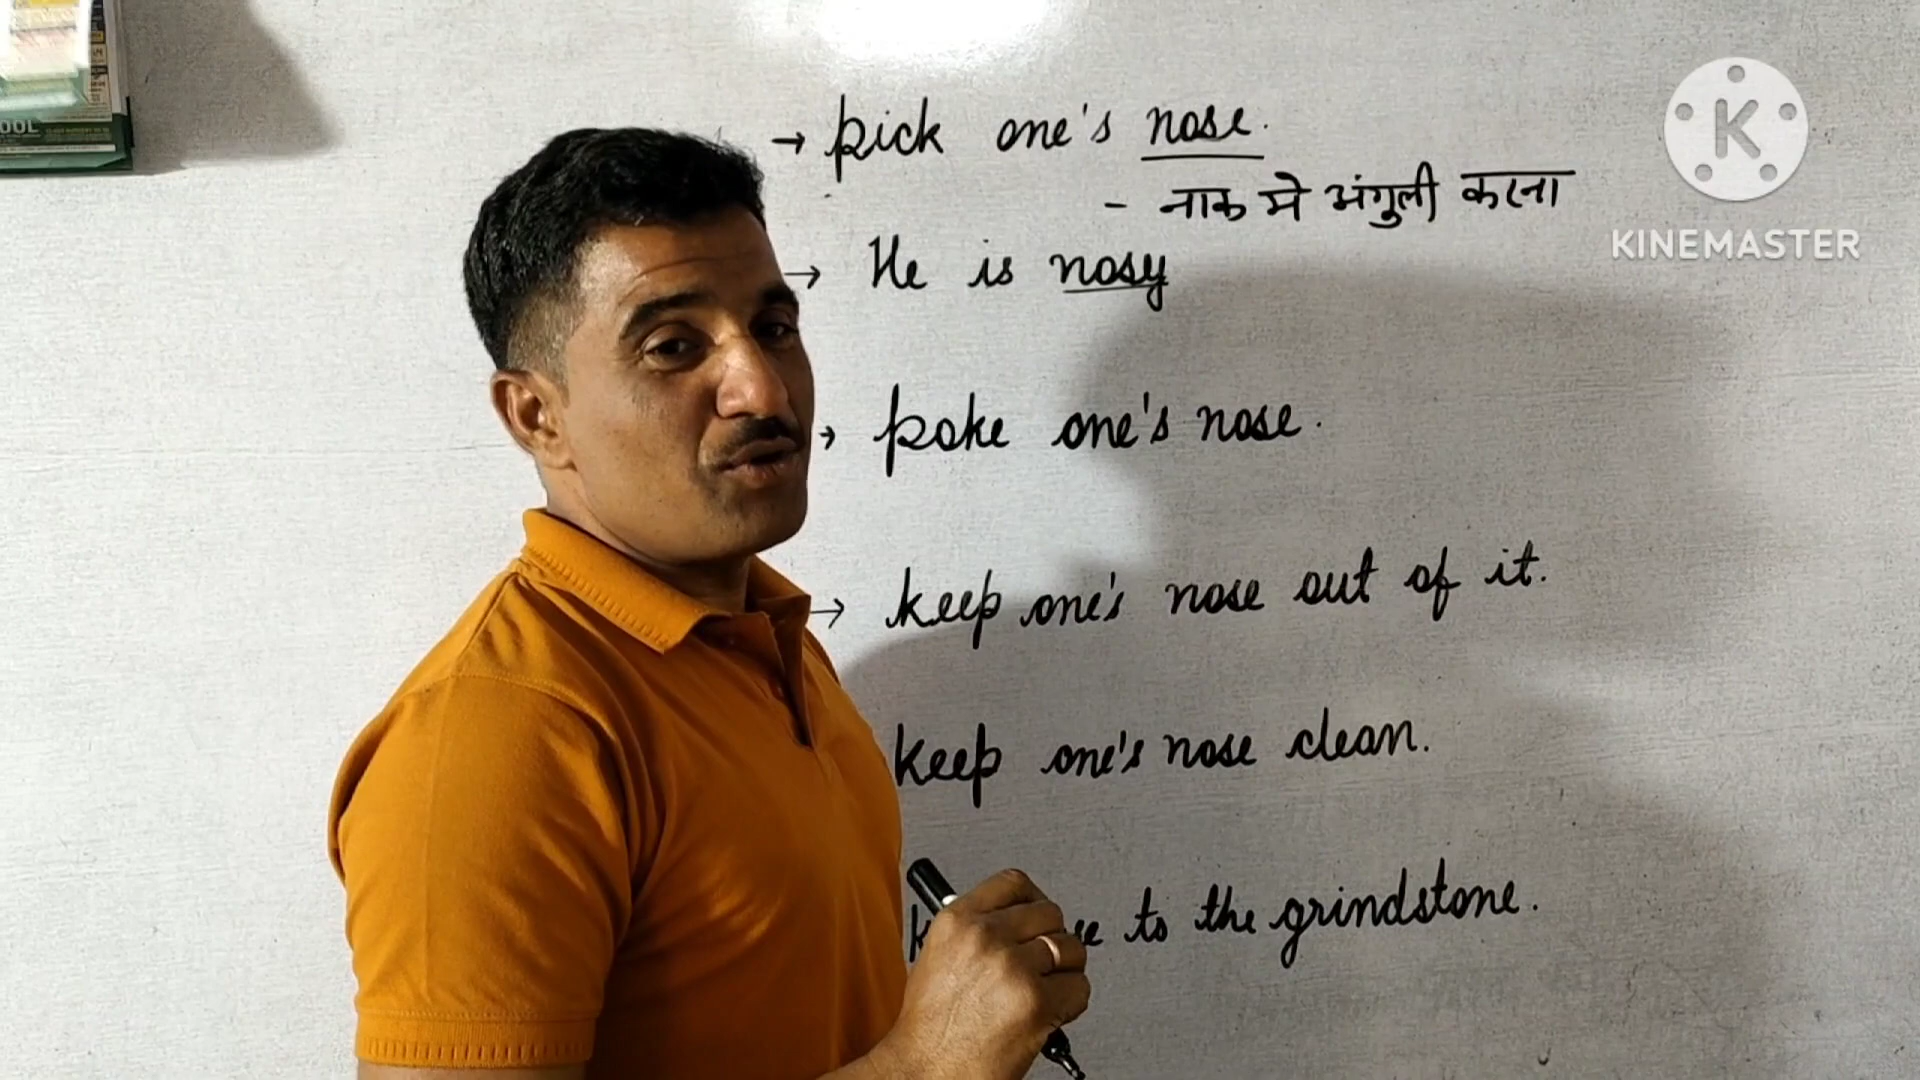 OOL
→ pick one's nose.
- नाक मे अंगुली करना
K
KINEMASTER
→ He is nosy
→ poke one's nose.
→ keep one's nose out of it.
keep one's nose clean.
to the grindstone.